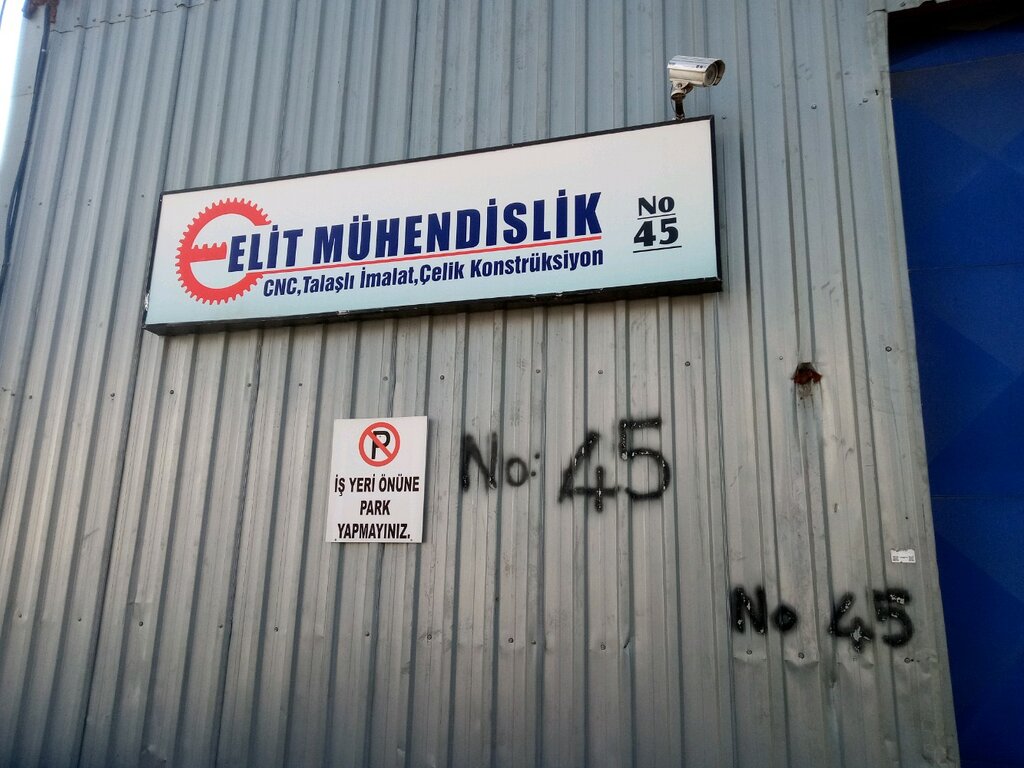 ELİT MÜHENDİSLİK
CNC,Talaşlı İmalat,Çelik Konstrüksiyon
No
45
P
İŞ YERİ ÖNÜNE
PARK
YAPMAYINIZ.
No: 45
No 45